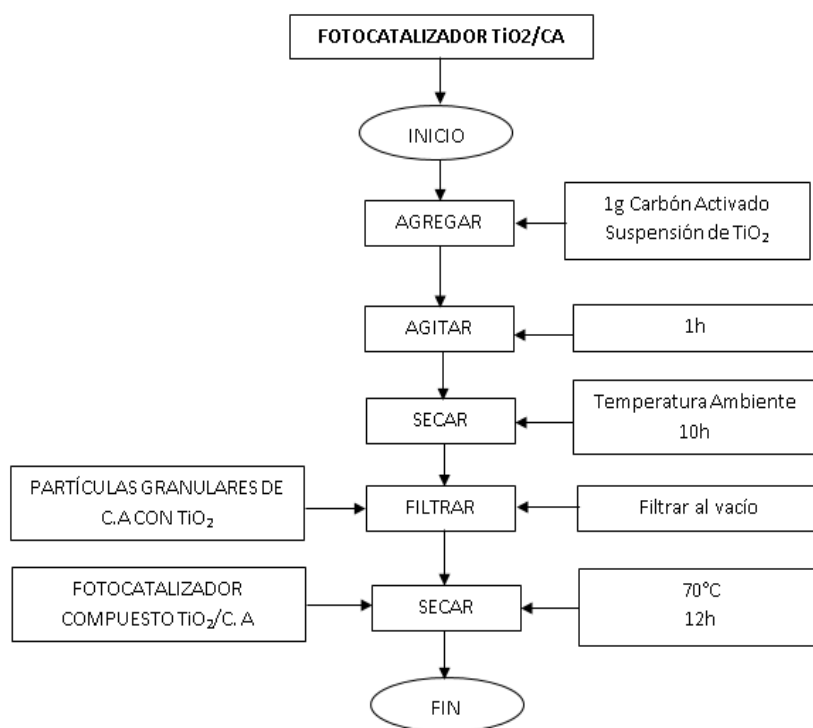 FOTOCATALIZADOR TiO2/CA
INICIO
AGREGAR
1g Carbón Activado
Suspensión de TiO₂
AGITAR
1h
SECAR
Temperatura Ambiente
10h
PARTÍCULAS GRANULARES DE
C.A CON TiO₂
FILTRAR
Filtrar al vacío
FOTOCATALIZADOR
COMPUESTO TiO₂/C. A
SECAR
70°C
12h
FIN